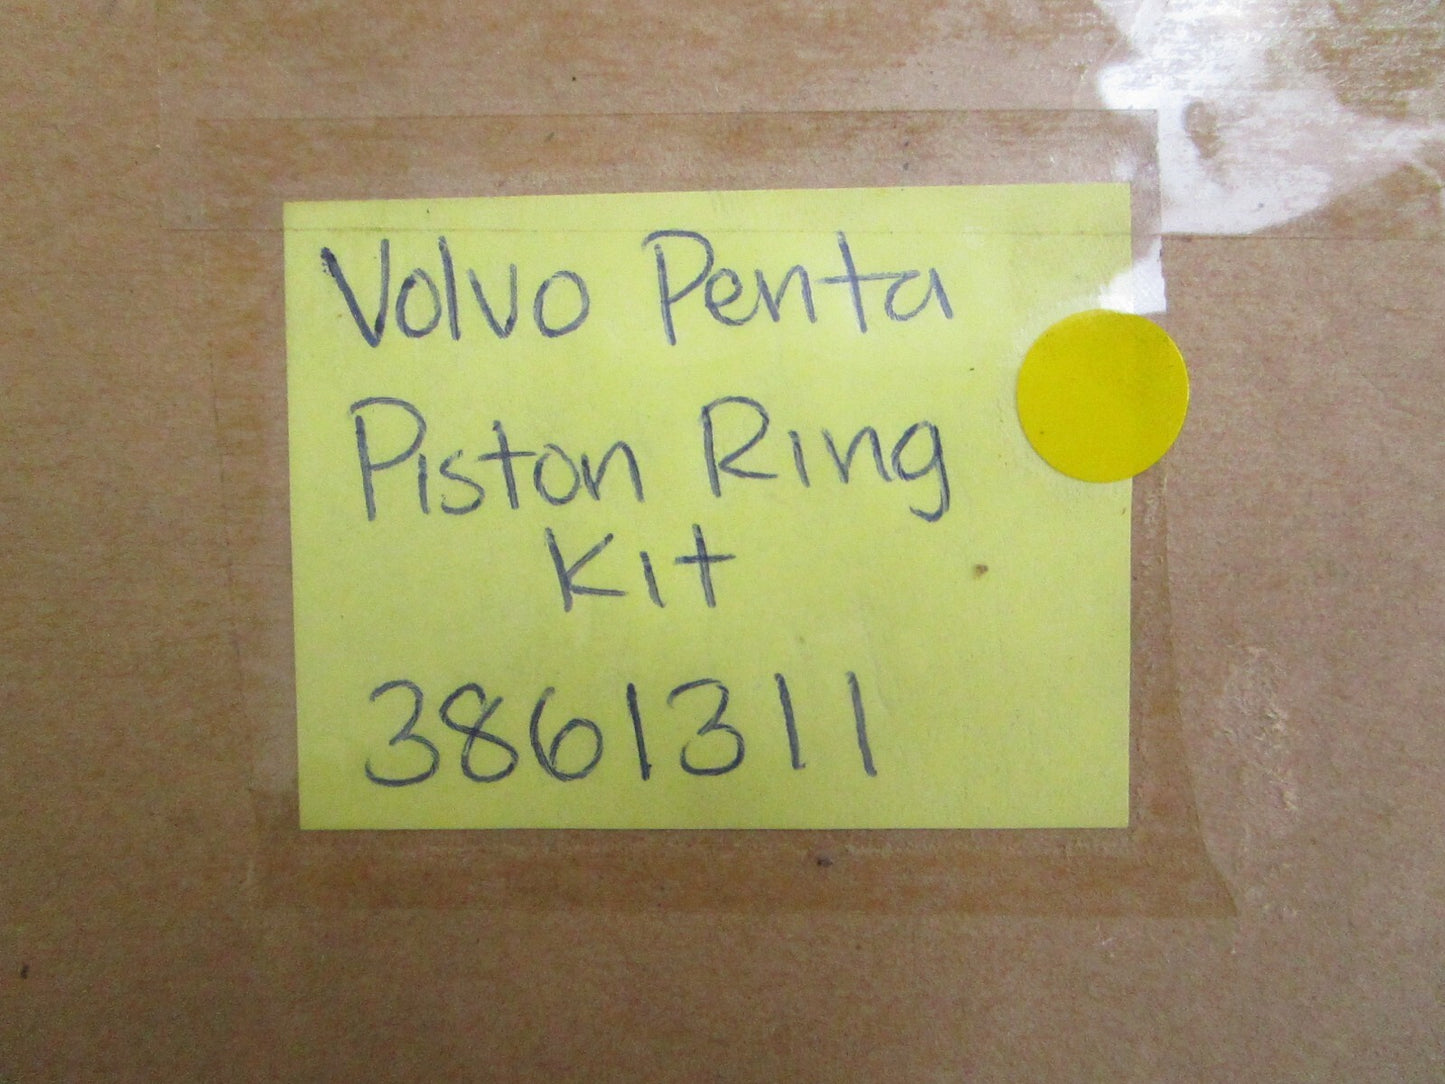 Volvo Penta
Piston Ring
Kit
3861311